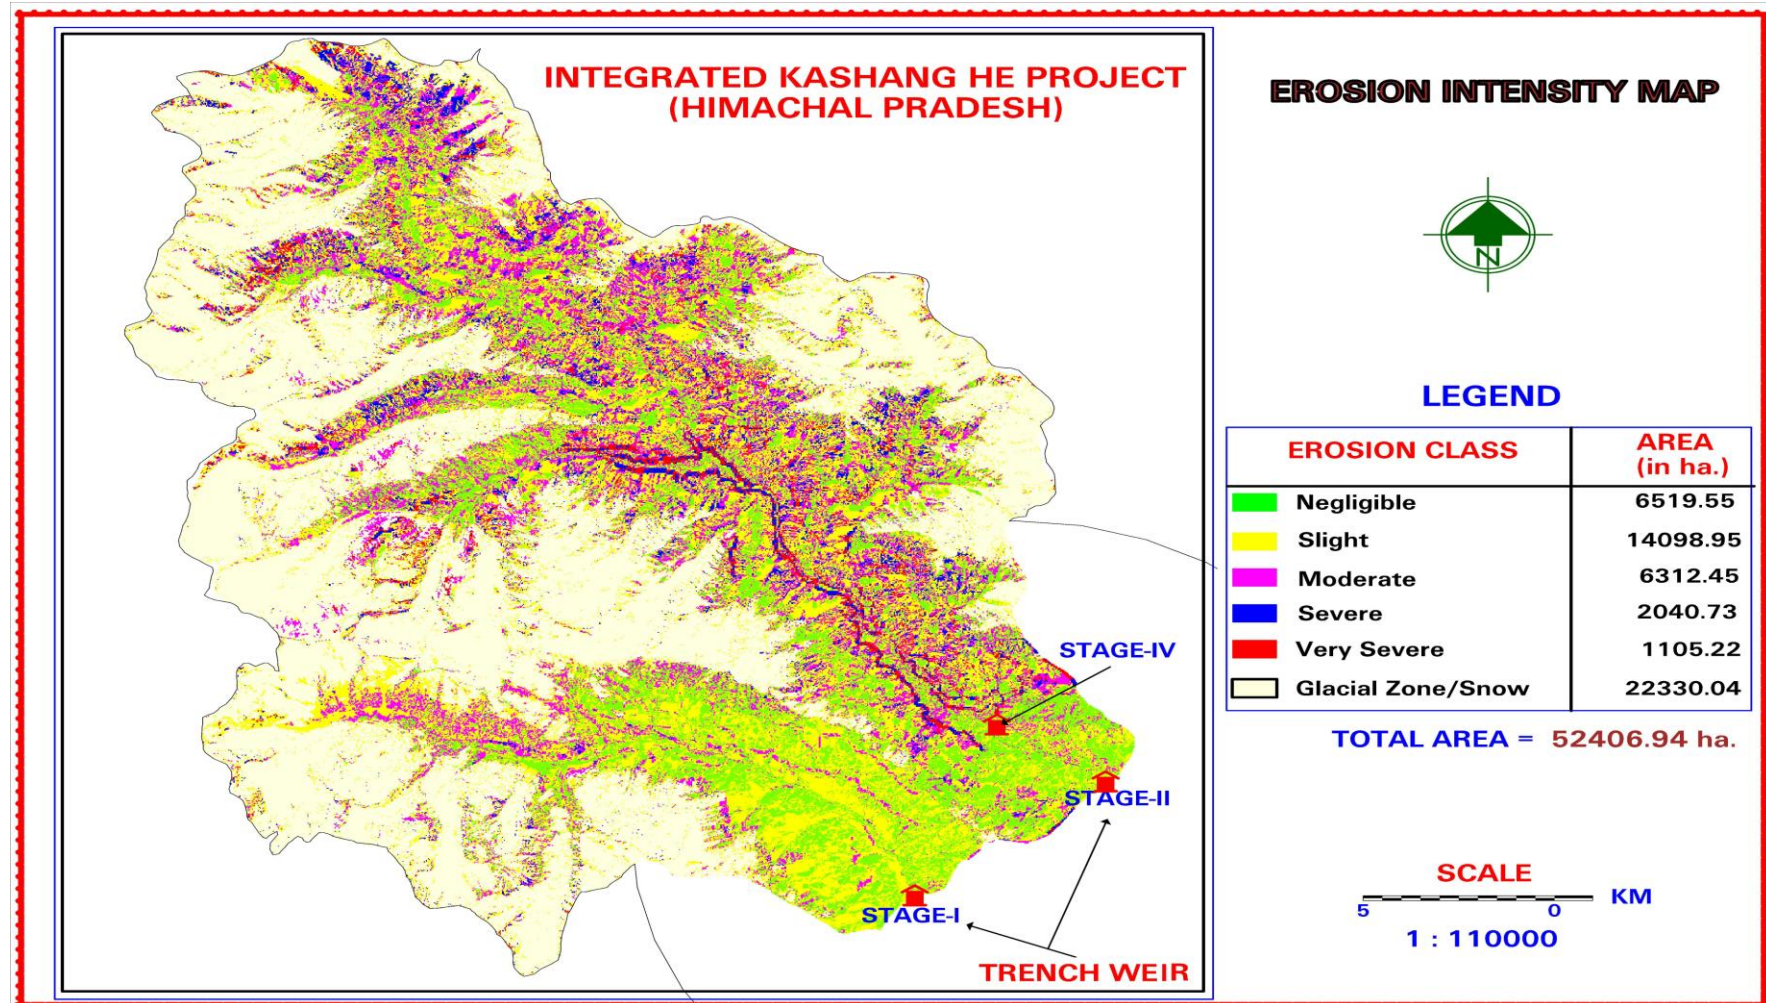 INTEGRATED KASHANG HE PROJECT
(HIMACHAL PRADESH)
STAGE-IV
STAGE-II
STAGE-I
TRENCH WEIR
EROSION INTENSITY MAP
N
LEGEND
EROSION CLASS AREA
(in ha.)
Negligible 6519.55
Slight 14098.95
Moderate 6312.45
Severe 2040.73
Very Severe 1105.22
Glacial Zone/Snow 22330.04
TOTAL AREA = 52406.94 ha.
SCALE
5 0 KM
1 : 110000